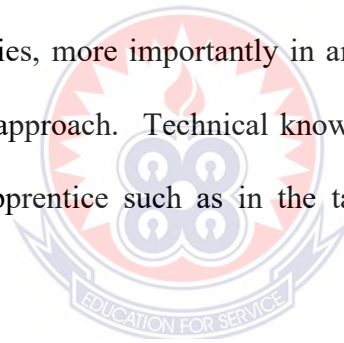 ies, more importantly in an
approach. Technical know
pprentice such as in the ta
EDUCATION FOR SERVICE